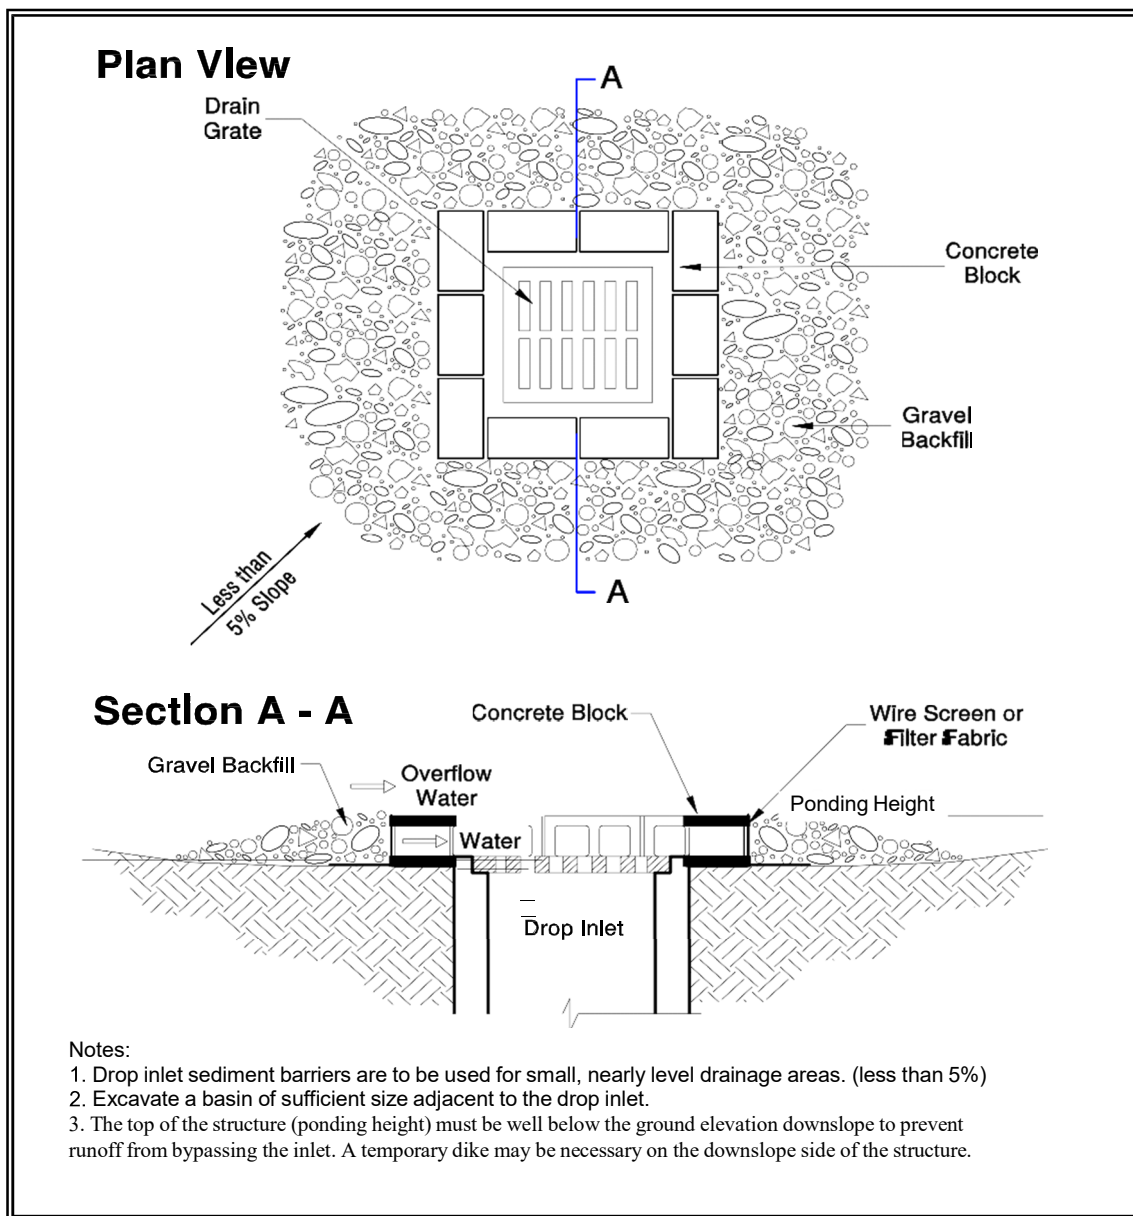 Plan View
A
Drain
Grate
Concrete
Block
Gravel
Backfill
Less than
5% Slope
A
Section A - A
Concrete Block
Wire Screen or
Filter Fabric
Gravel Backfill
Overflow
Water
Ponding Height
Water
Drop Inlet
Notes:
1. Drop inlet sediment barriers are to be used for small, nearly level drainage areas. (less than 5%)
2. Excavate a basin of sufficient size adjacent to the drop inlet.
3. The top of the structure (ponding height) must be well below the ground elevation downslope to prevent
runoff from bypassing the inlet. A temporary dike may be necessary on the downslope side of the structure.